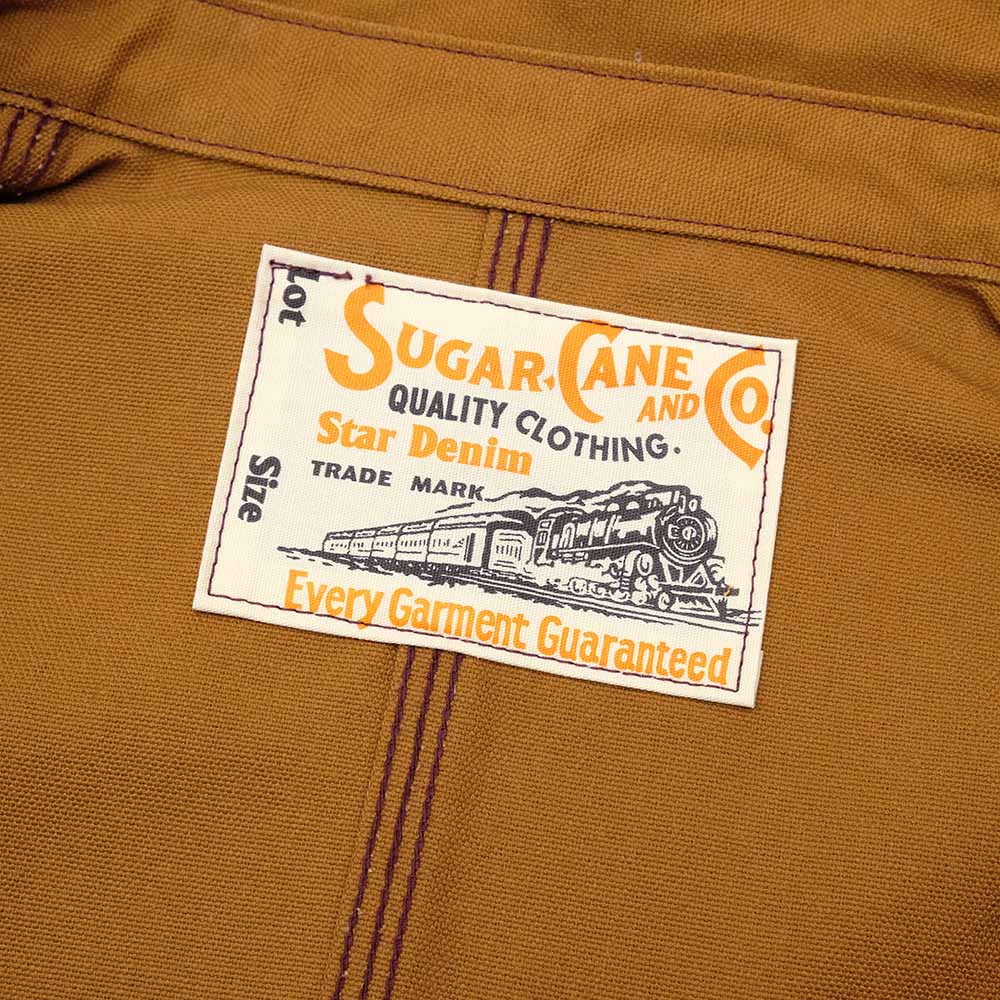 Lot
Size
SUGAR CANE AND CO.
QUALITY CLOTHING.
Star Denim
TRADE MARK
Every Garment Guaranteed